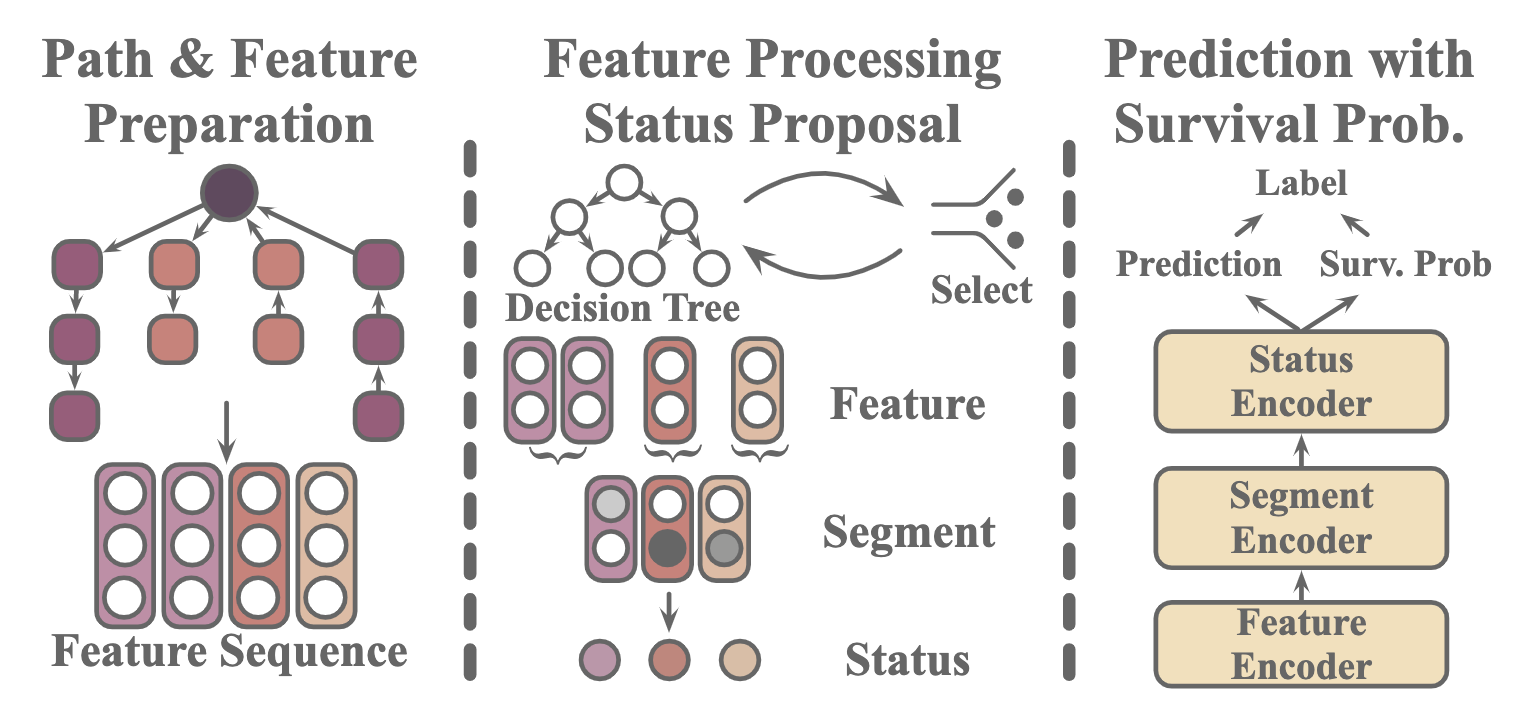 Path & Feature
Preparation
Feature Sequence
Feature Processing
Status Proposal
Decision Tree
Select
Feature
Segment
Status
Prediction with
Survival Prob.
Label
Prediction
Surv. Prob
Status
Encoder
Segment
Encoder
Feature
Encoder